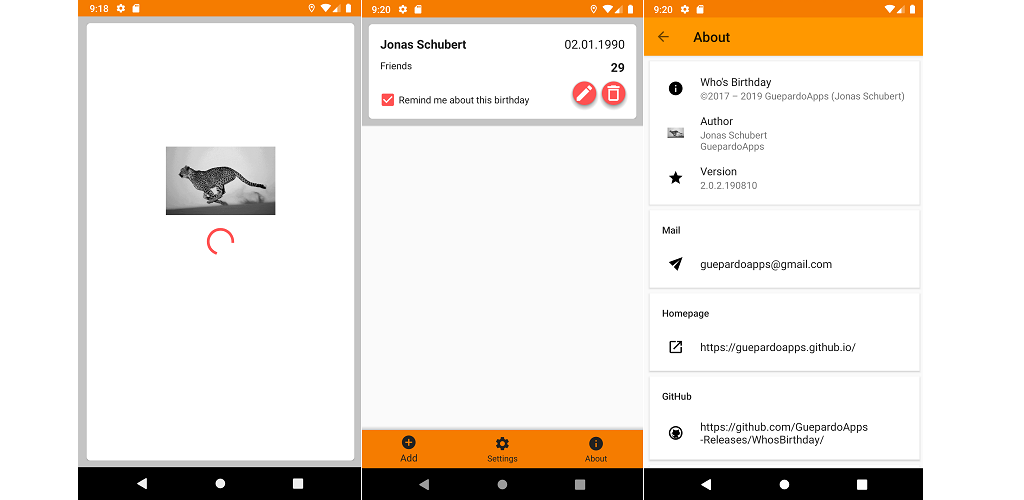 9:18
9:20
Jonas Schubert
02.01.1990
Friends
29
Remind me about this birthday
Add
Settings
About
9:20
About
Who's Birthday
©2017 – 2019 GuepardoApps (Jonas Schubert)
Author
Jonas Schubert
GuepardoApps
Version
2.0.2.190810
Mail
guepardoapps@gmail.com
Homepage
https://guepardoapps.github.io/
GitHub
https://github.com/GuepardoApps
-Releases/WhosBirthday/